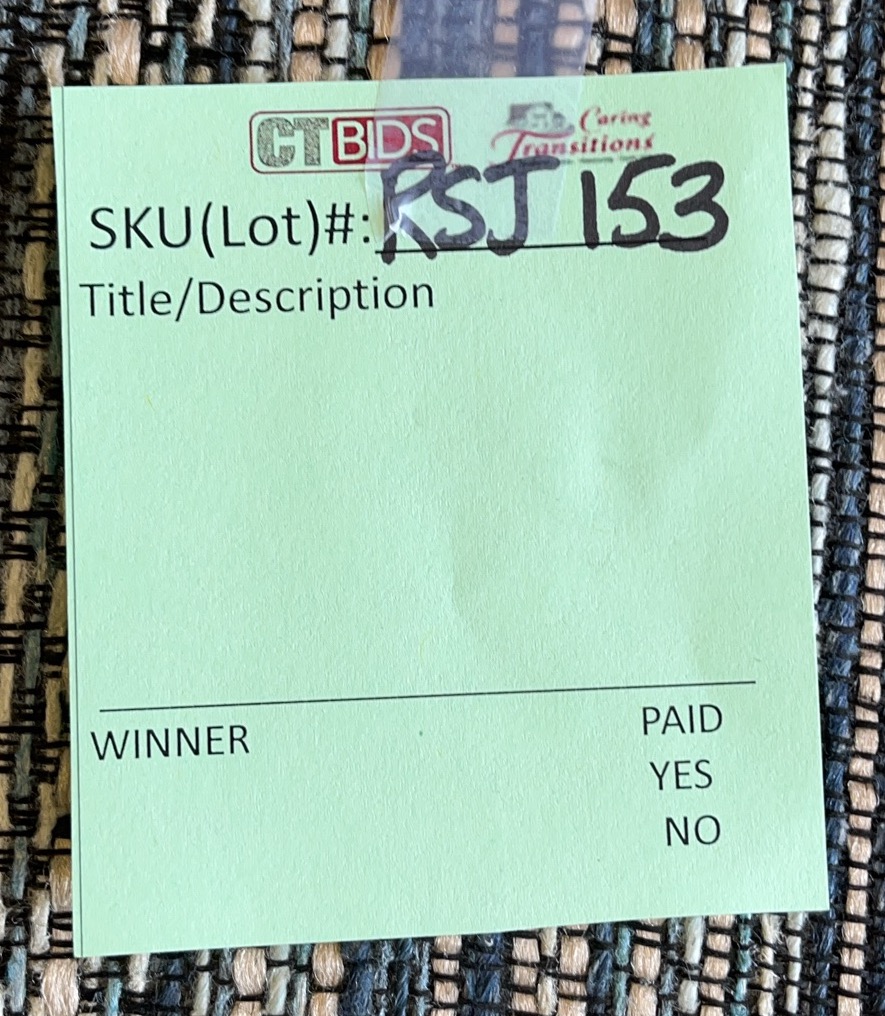 CTBIDS Caring Transitions
SKU(Lot)#: RSJ 153
Title/Description
WINNER PAID
YES
NO